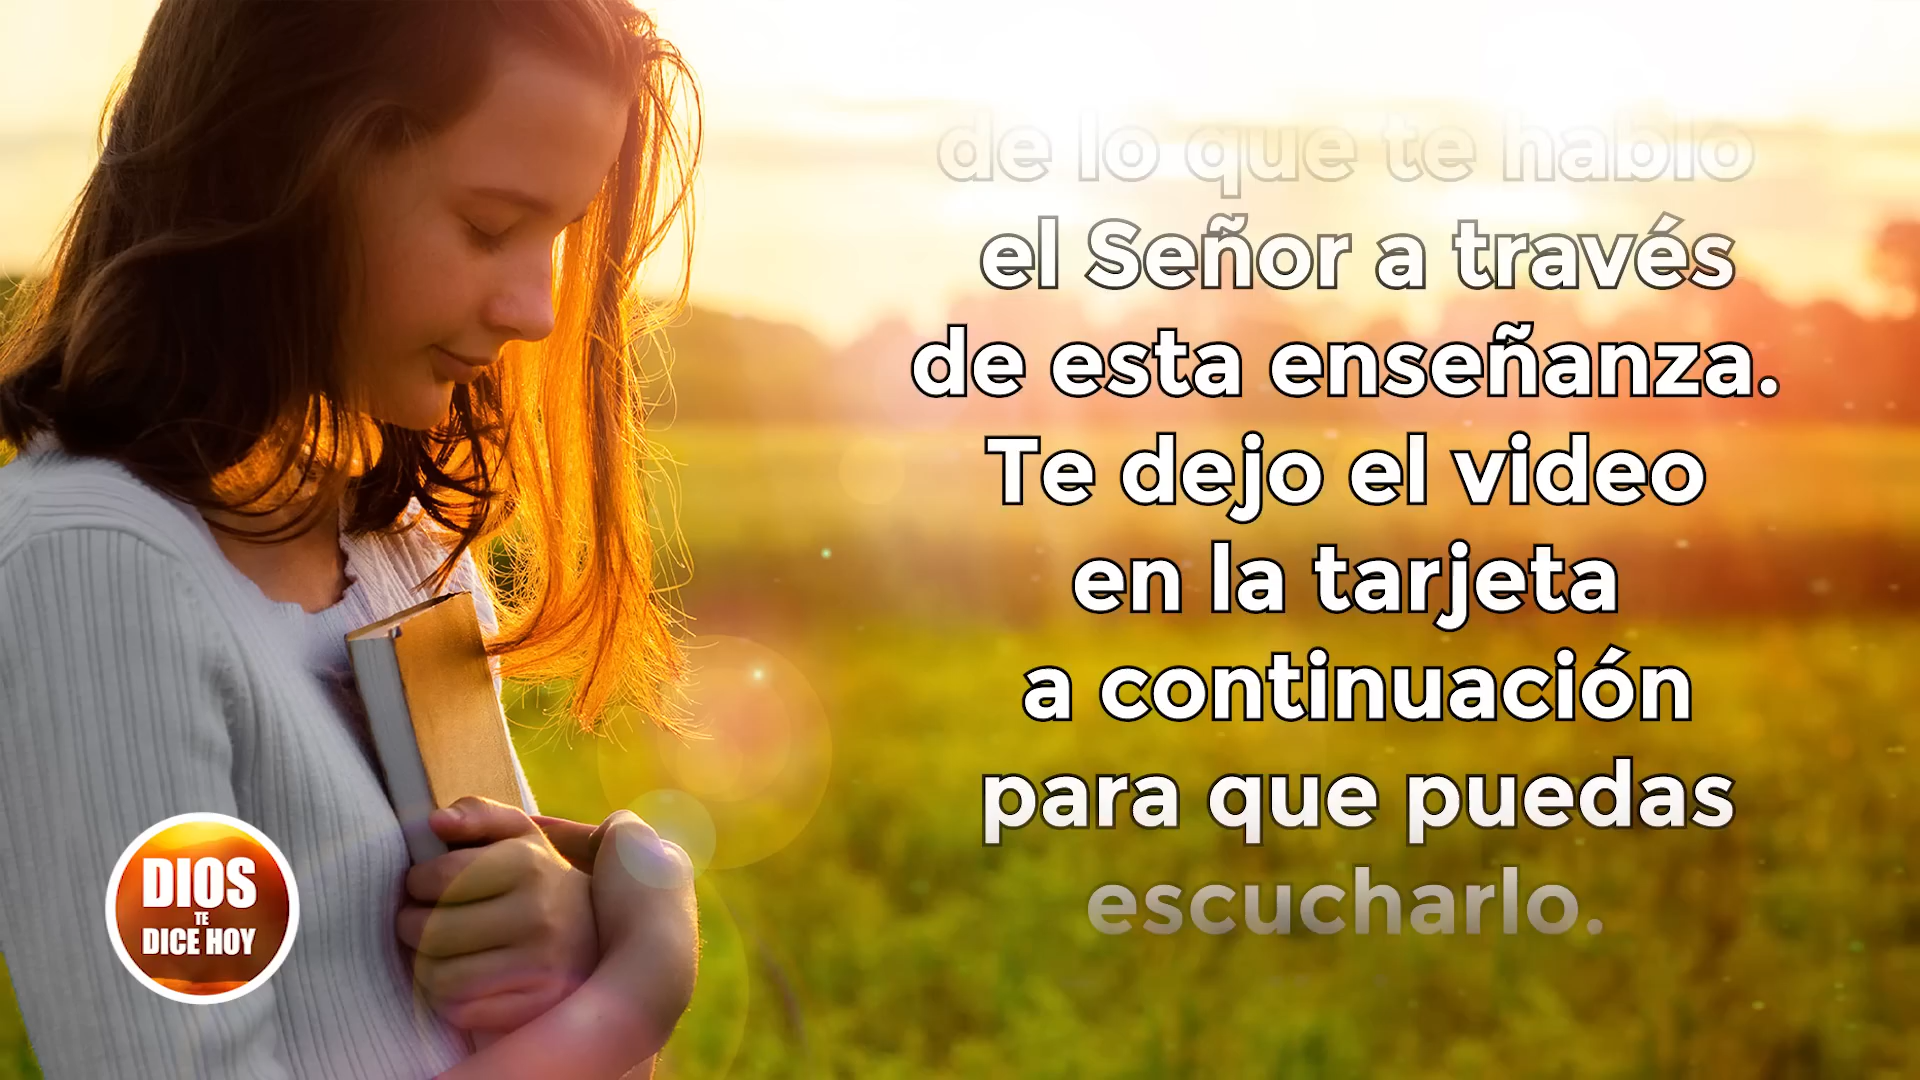 de lo que te hablo
el Señor a través
de esta enseñanza.
Te dejo el video
en la tarjeta
a continuación
para que puedas
escucharlo.
DIOS
TE
DICE HOY